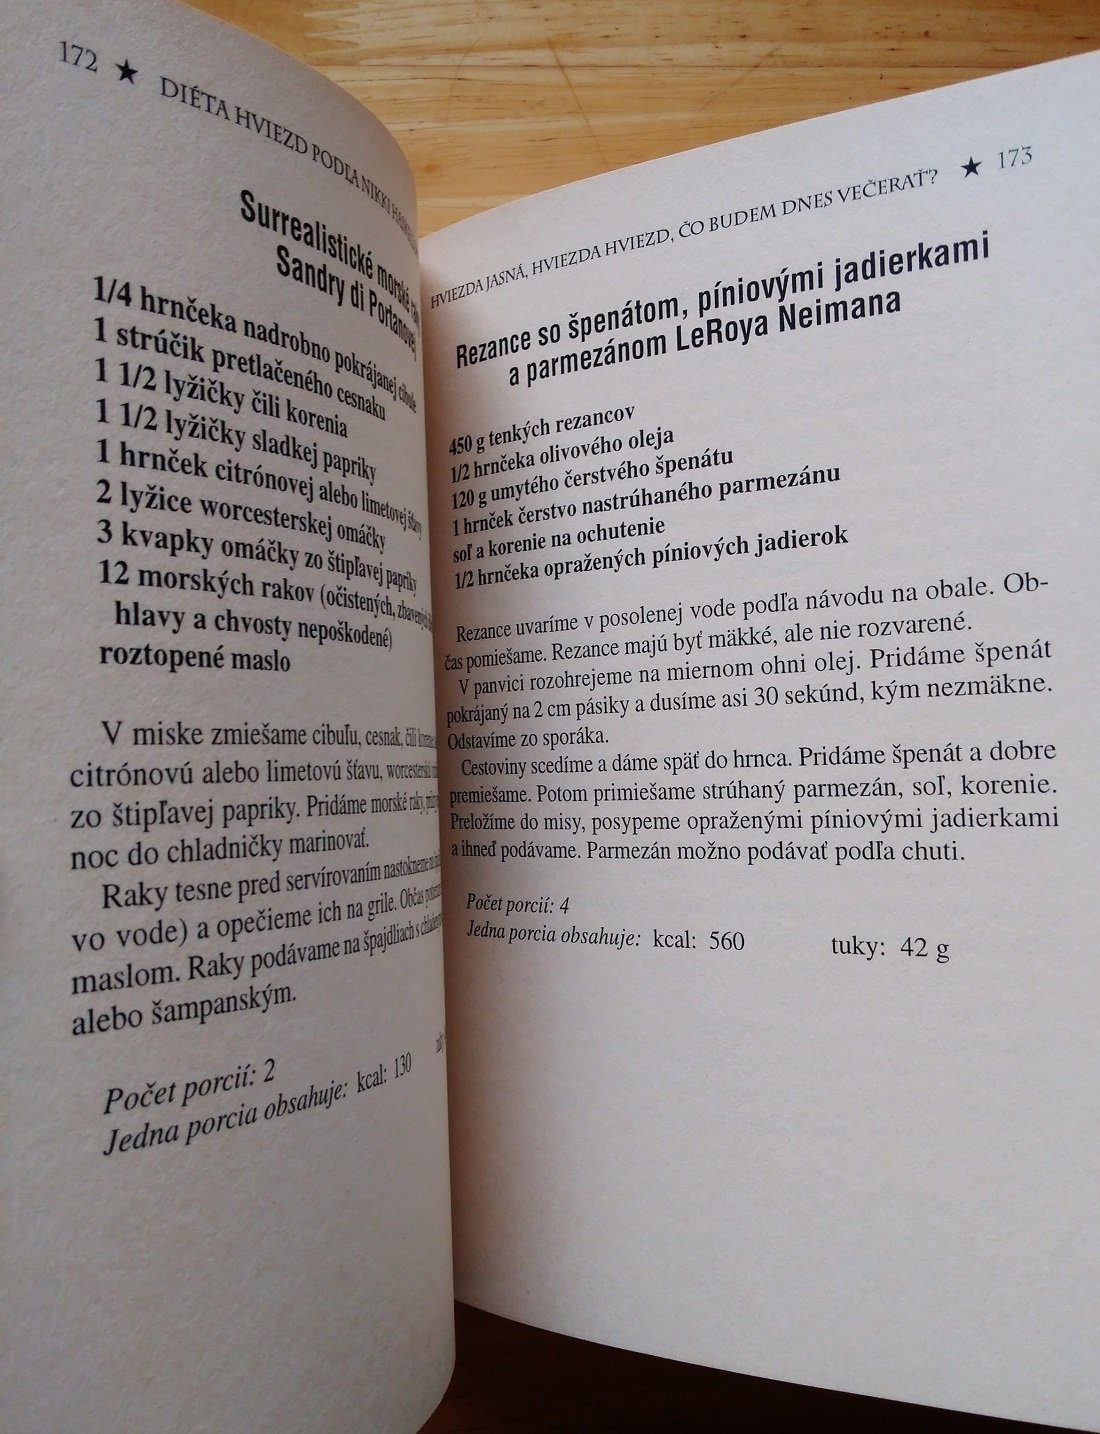 172 ★ DIÉTA HVIEZD PODĽA NIKKI
Surrealistické morské raky
Sandry di Portanovej
1/4 hrnčeka nadrobno pokrájanej cibule
1 strúčik pretlačeného cesnaku
1 1/2 lyžičky čili korenia
1 1/2 lyžičky sladkej papriky
1 hrnček citrónovej alebo limetovej šťavy
2 lyžice worcesterskej omáčky
3 kvapky omáčky zo štipľavej papriky
12 morských rakov (očistených, zbavených
hlavy a chvosty nepoškodené)
roztopené maslo
V miske zmiešame cibuľu, cesnak, čili
citrónovú alebo limetovú šťavu,
zo štipľavej papriky. Pridáme morské raky,
noc do chladničky marinovať.
Raky tesne pred servírovaním nastokneme
vo vode) a opečieme ich na grile. Občas
maslom. Raky podávame na špajdliach s
alebo šampanským.
Počet porcií: 2
Jedna porcia obsahuje: kcal: 130
HVIEZDA JASNÁ, HVIEZDA HVIEZD, ČO BUDEM DNES VEČERAŤ? ★ 173
Rezance so špenátom, píniovými jadierkami
a parmezánom LeRoya Neimana
450 g tenkých rezancov
1/2 hrnčeka olivového oleja
120 g umytého čerstvého špenátu
1 hrnček čerstvo nastrúhaného parmezánu
soľ a korenie na ochutenie
1/2 hrnčeka opražených píniových jadierok
Rezance uvaríme v posolenej vode podľa návodu na obale. Ob-
čas pomiešame. Rezance majú byť mäkké, ale nie rozvarené.
V panvici rozohrejeme na miernom ohni olej. Pridáme špenát
pokrájaný na 2 cm pásiky a dusíme asi 30 sekúnd, kým nezmäkne.
Odstavíme zo sporáka.
Cestoviny scedíme a dáme späť do hrnca. Pridáme špenát a dobre
premiešame. Potom primiešame strúhaný parmezán, soľ, korenie.
Preložíme do misy, posypeme opraženými píniovými jadierkami
a ihneď podávame. Parmezán možno podávať podľa chuti.
Počet porcií: 4
Jedna porcia obsahuje: kcal: 560 tuky: 42 g